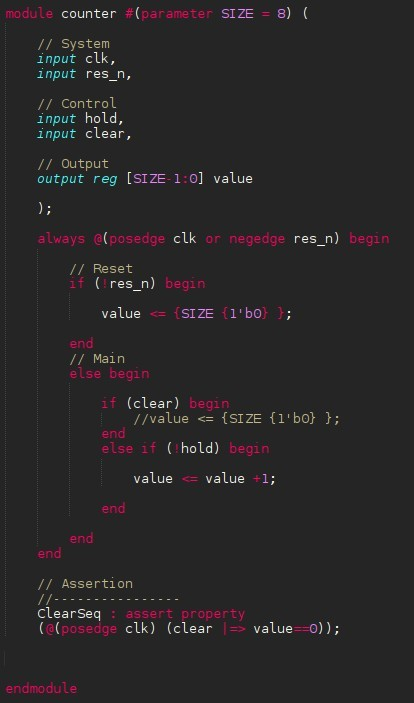 module counter #(parameter SIZE = 8) (
// System
input clk,
input res_n,
// Control
input hold,
input clear,
// Output
output reg [SIZE-1:0] value
);
always @(posedge clk or negedge res_n) begin
// Reset
if (!res_n) begin
value <= {SIZE {1'b0} };
end
// Main
else begin
if (clear) begin
//value <= {SIZE {1'b0} };
end
else if (!hold) begin
value <= value +1;
end
end
end
// Assertion
//----------------
ClearSeq : assert property
(@(posedge clk) (clear |=> value==0));
endmodule